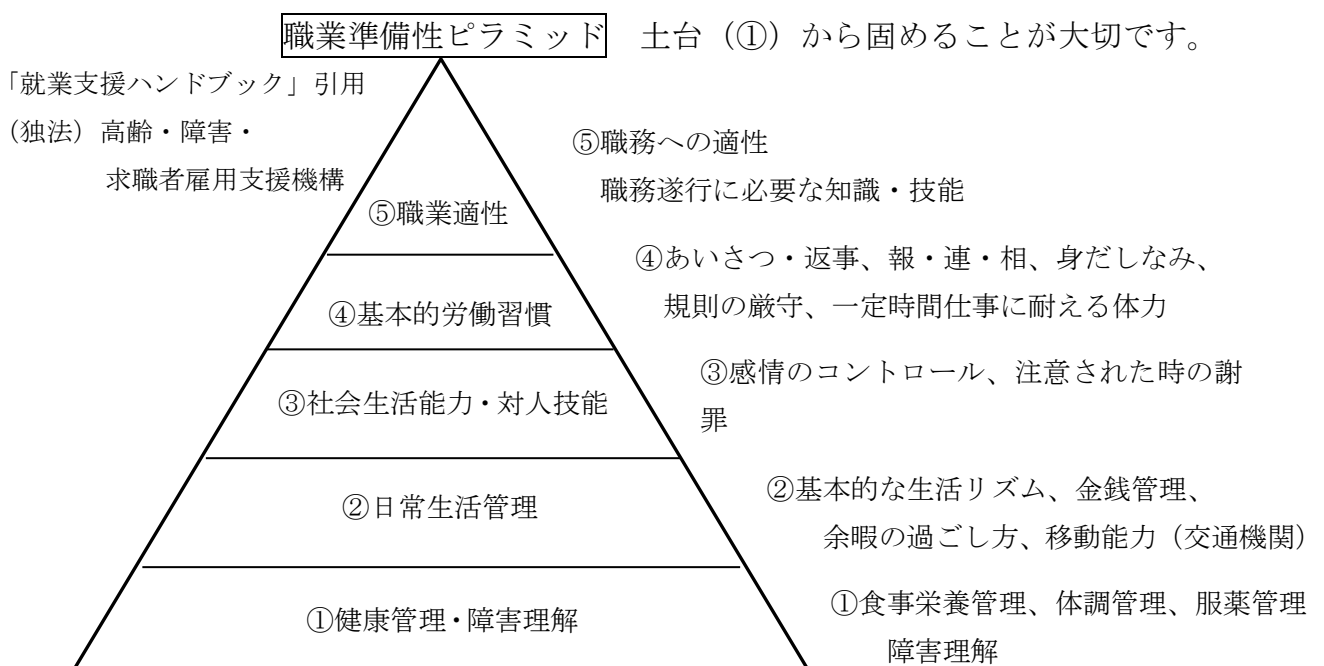 職業準備性ピラミッド 土台（①）から固めることが大切です。
「就業支援ハンドブック」引用
（独法）高齢・障害・
求職者雇用支援機構
⑤職務への適性
職務遂行に必要な知識・技能
⑤職業適性
④あいさつ・返事、報・連・相、身だしなみ、
規則の厳守、一定時間仕事に耐える体力
④基本的労働習慣
③感情のコントロール、注意された時の謝
罪
③社会生活能力・対人技能
②基本的な生活リズム、金銭管理、
余暇の過ごし方、移動能力（交通機関）
②日常生活管理
①食事栄養管理、体調管理、服薬管理
障害理解
①健康管理・障害理解